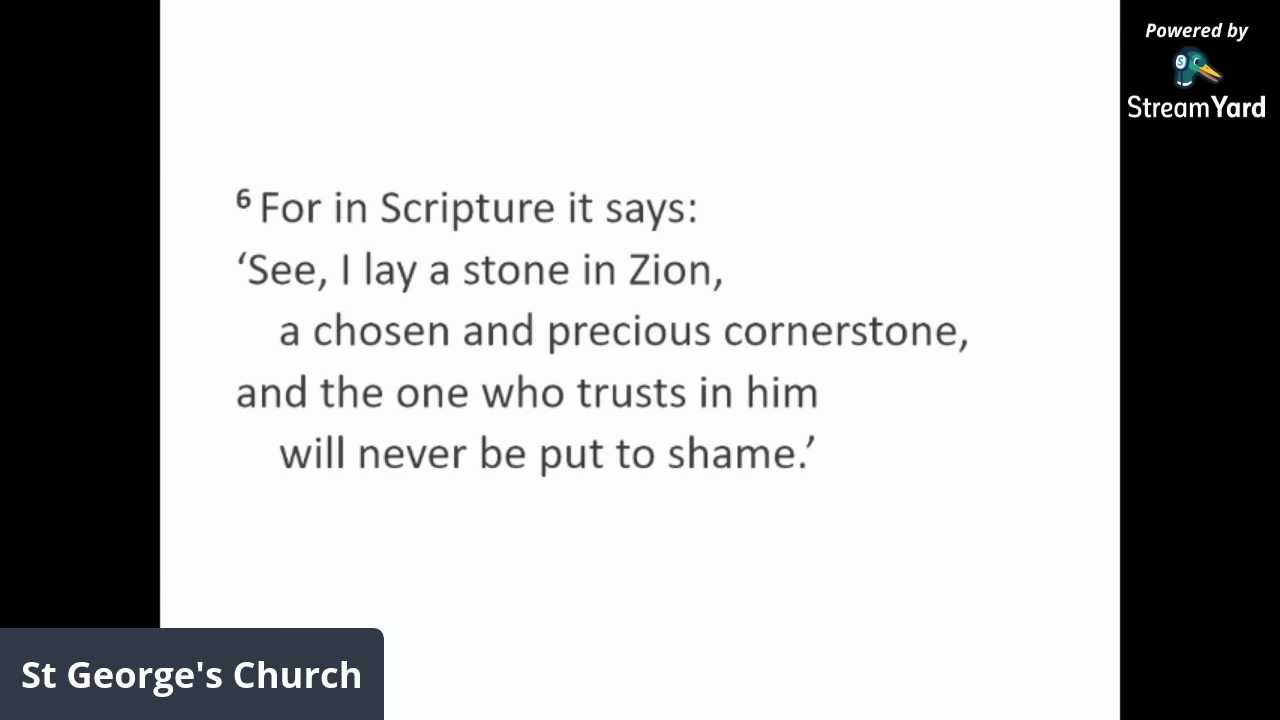 Powered by
StreamYard
⁶ For in Scripture it says:
‘See, I lay a stone in Zion,
a chosen and precious cornerstone,
and the one who trusts in him
will never be put to shame.’
St George's Church